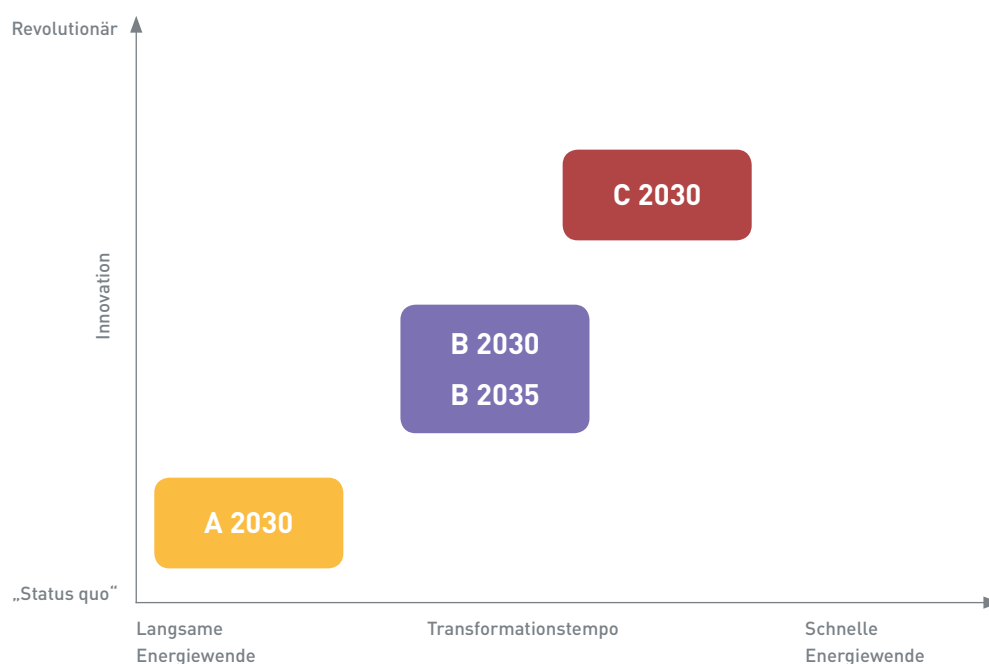 Revolutionär
C 2030
Innovation
B 2030
B 2035
A 2030
„Status quo“
Langsame
Energiewende
Transformationstempo
Schnelle
Energiewende